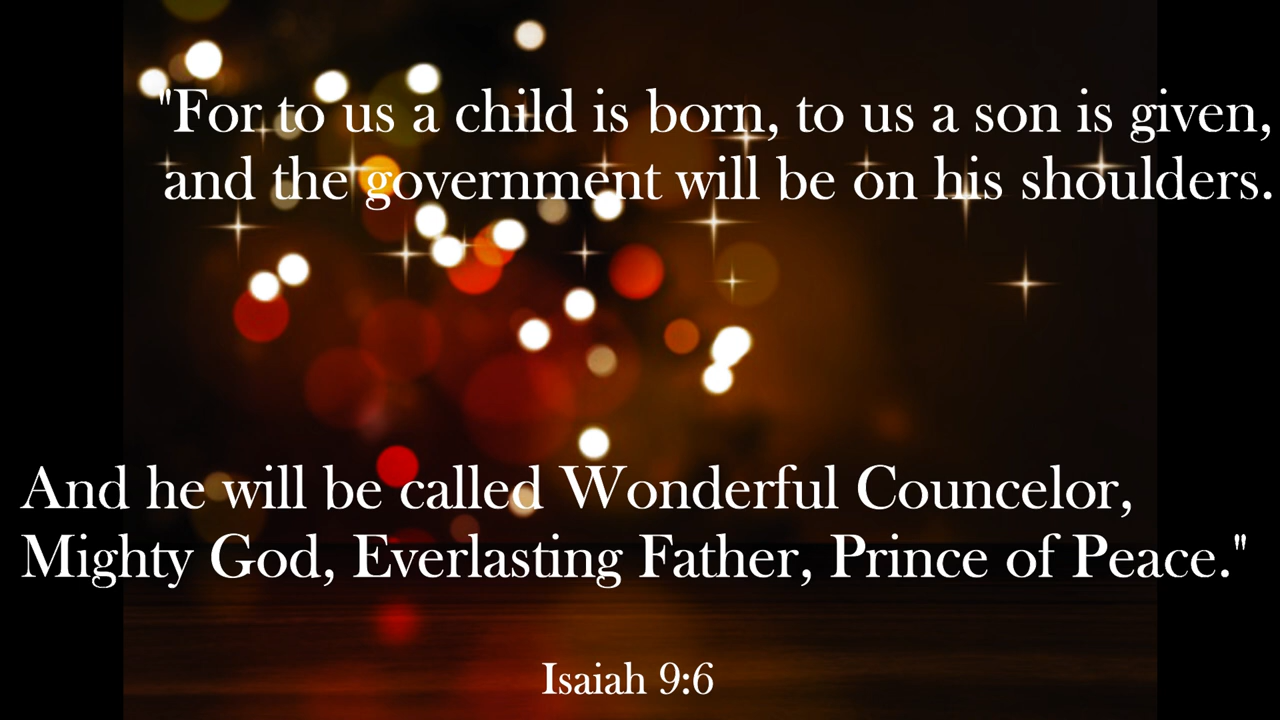 "For to us a child is born, to us a son is given,
and the government will be on his shoulders.
And he will be called Wonderful Councelor,
Mighty God, Everlasting Father, Prince of Peace."
Isaiah 9:6